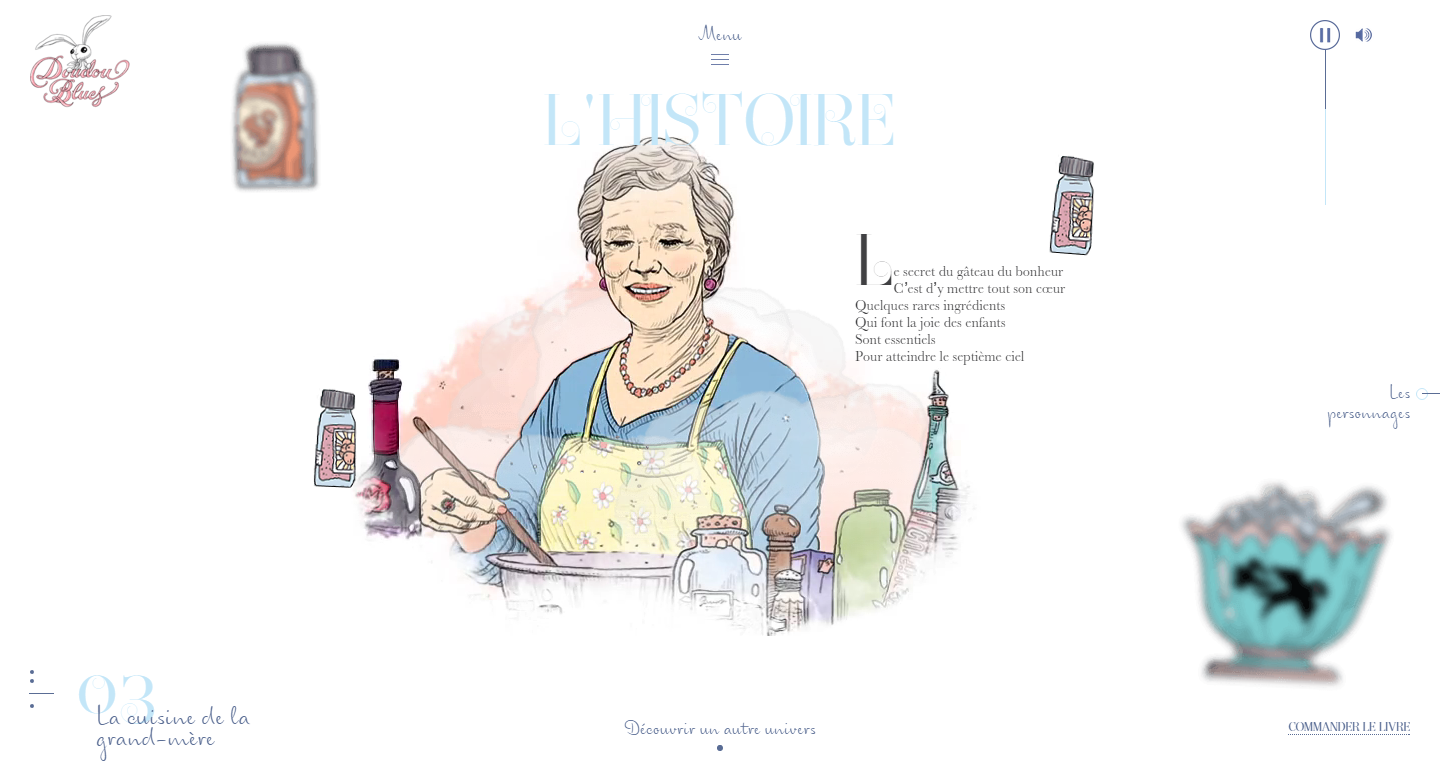 Doudou
Blues
Menu
L'HISTOIRE
Le secret du gâteau du bonheur
C'est d'y mettre tout son cœur
Quelques rares ingrédients
Qui font la joie des enfants
Sont essentiels
Pour atteindre le septième ciel
Les
personnages
03
La cuisine de la
grand-mère
Découvrir un autre univers
COMMANDER LE LIVRE